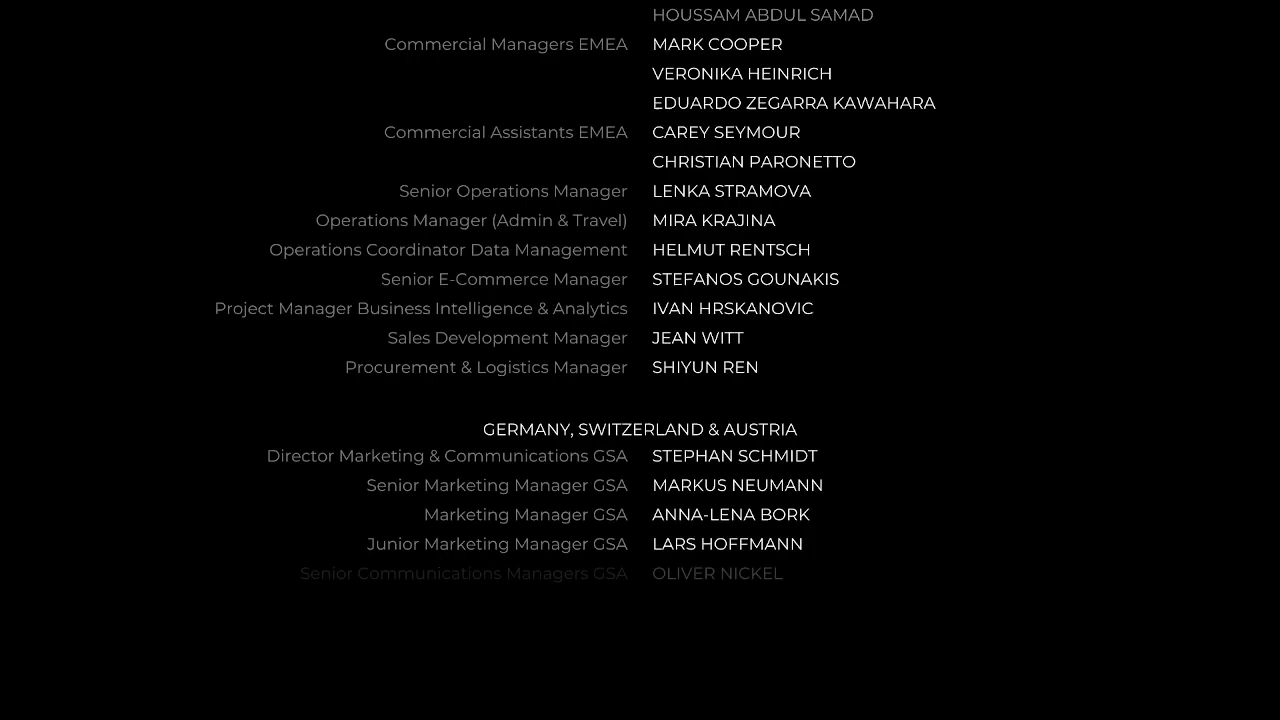 HOUSSAM ABDUL SAMAD
Commercial Managers EMEA MARK COOPER
VERONIKA HEINRICH
EDUARDO ZEGARRA KAWAHARA
Commercial Assistants EMEA CAREY SEYMOUR
CHRISTIAN PARONETTO
Senior Operations Manager LENKA STRAMOVA
Operations Manager (Admin & Travel) MIRA KRAJINA
Operations Coordinator Data Management HELMUT RENTSCH
Senior E-Commerce Manager STEFANOS GOUNAKIS
Project Manager Business Intelligence & Analytics IVAN HRSKANOVIC
Sales Development Manager JEAN WITT
Procurement & Logistics Manager SHIYUN REN
GERMANY, SWITZERLAND & AUSTRIA
Director Marketing & Communications GSA STEPHAN SCHMIDT
Senior Marketing Manager GSA MARKUS NEUMANN
Marketing Manager GSA ANNA-LENA BORK
Junior Marketing Manager GSA LARS HOFFMANN
Senior Communications Managers GSA OLIVER NICKEL